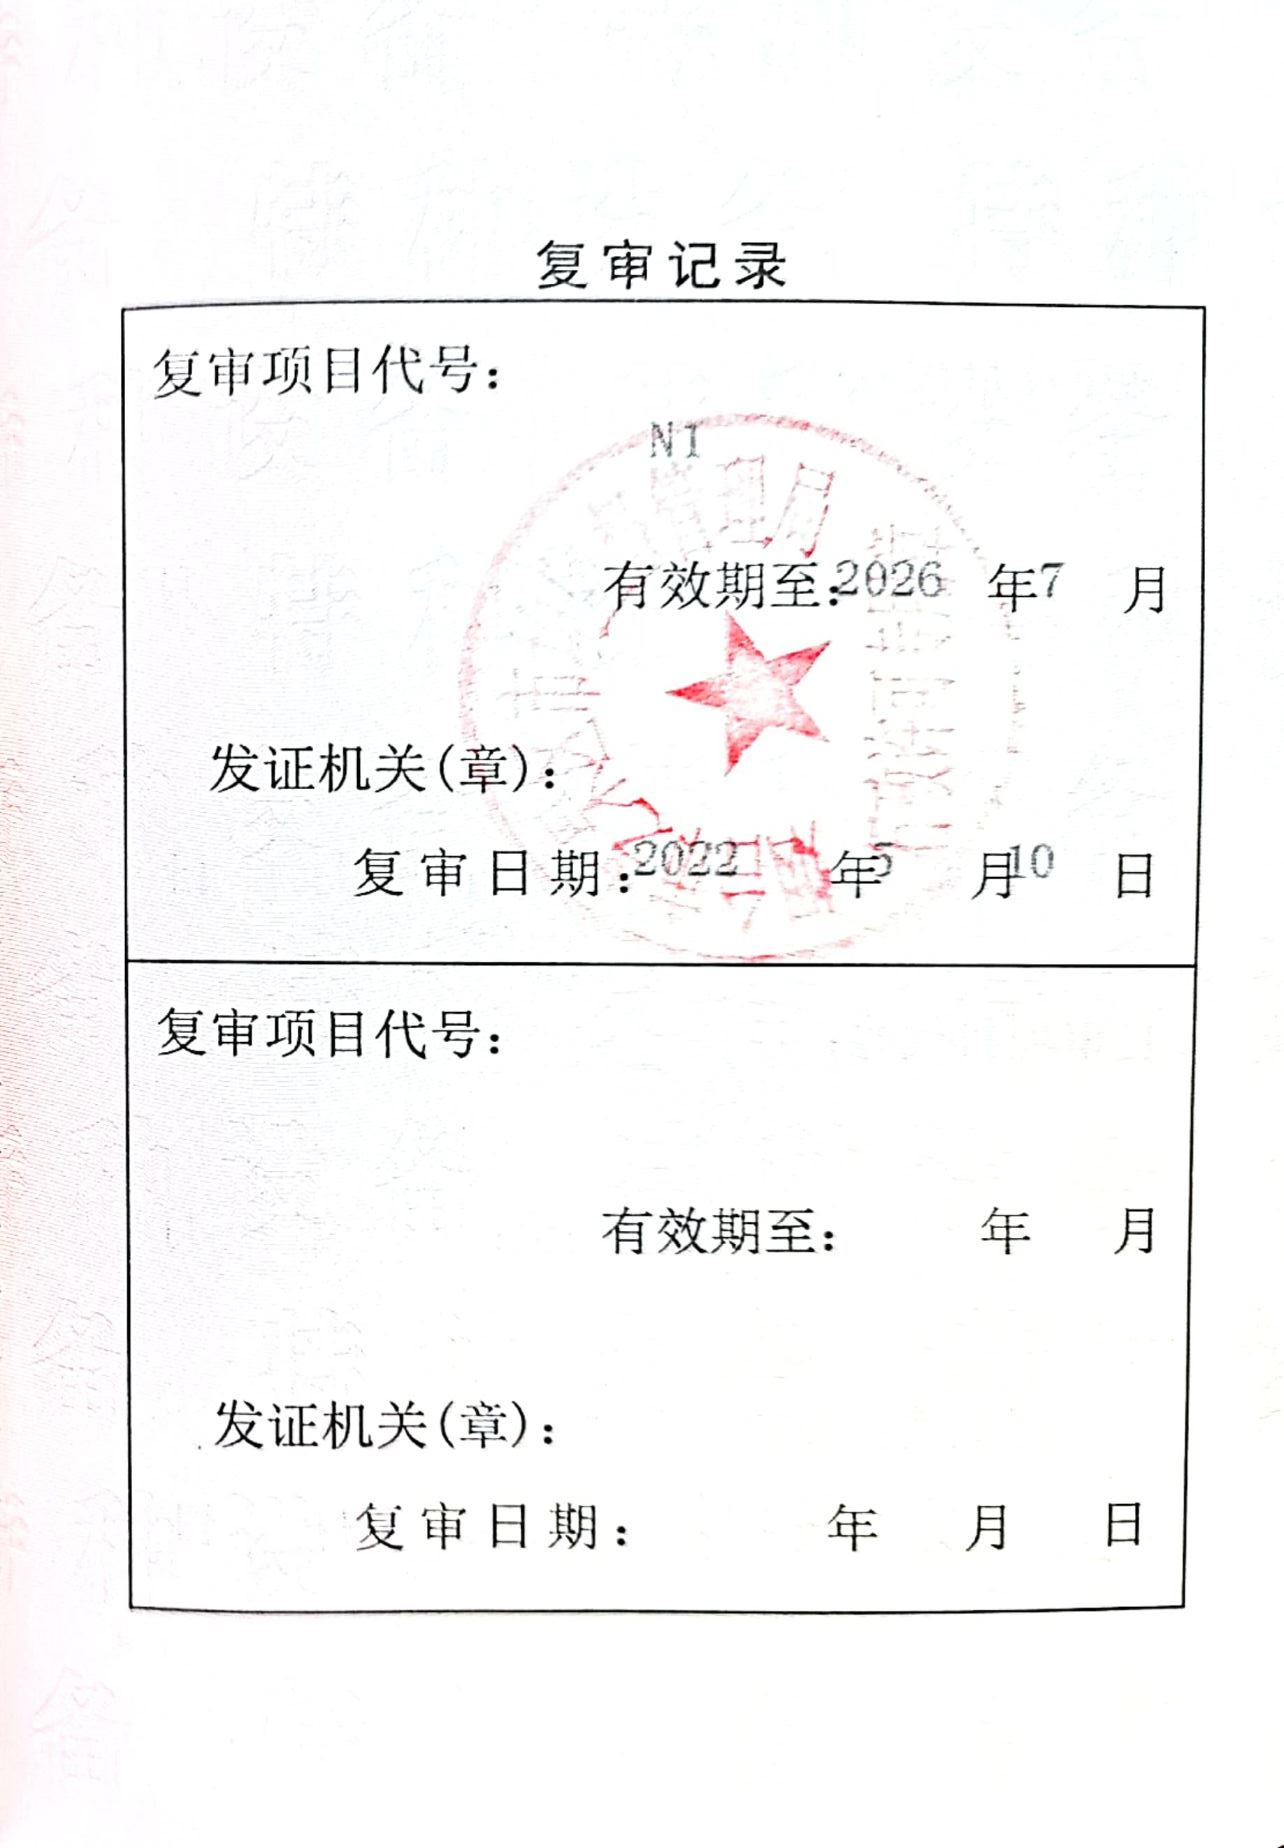 复审记录
复审项目代号:
N1
有效期至:2026 年7 月
发证机关(章):
复审日期:2022 年5 月10 日
复审项目代号:
有效期至: 年 月
发证机关(章):
复审日期: 年 月 日